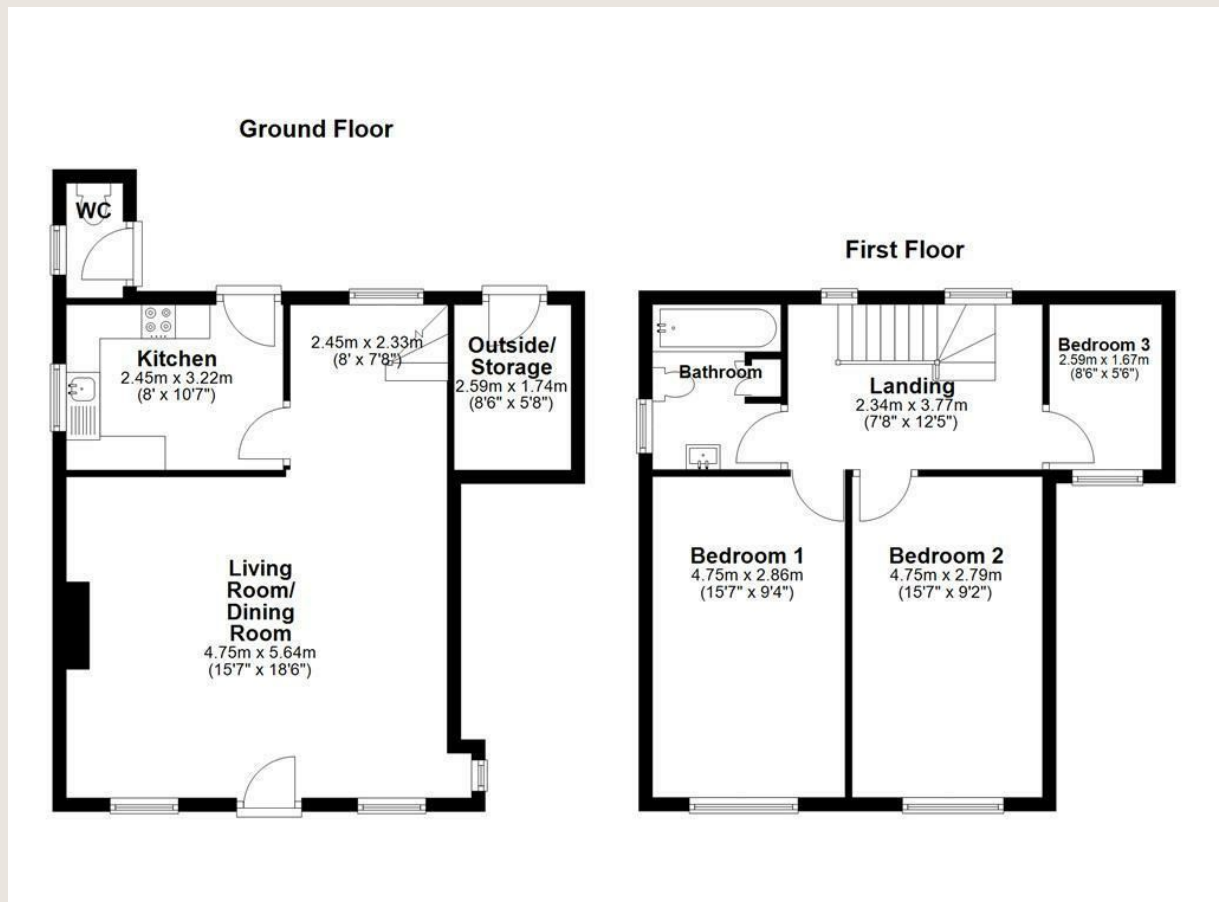 Ground Floor
WC
Kitchen
2.45m x 3.22m
(8' x 10'7")
2.45m x 2.33m
(8' x 7'8")
Outside/
Storage
2.59m x 1.74m
(8'6" x 5'8")
Living
Room/
Dining
Room
4.75m x 5.64m
(15'7" x 18'6")
First Floor
Bathroom
Landing
2.34m x 3.77m
(7'8" x 12'5")
Bedroom 3
2.59m x 1.67m
(8'6" x 5'6")
Bedroom 1
4.75m x 2.86m
(15'7" x 9'4")
Bedroom 2
4.75m x 2.79m
(15'7" x 9'2")